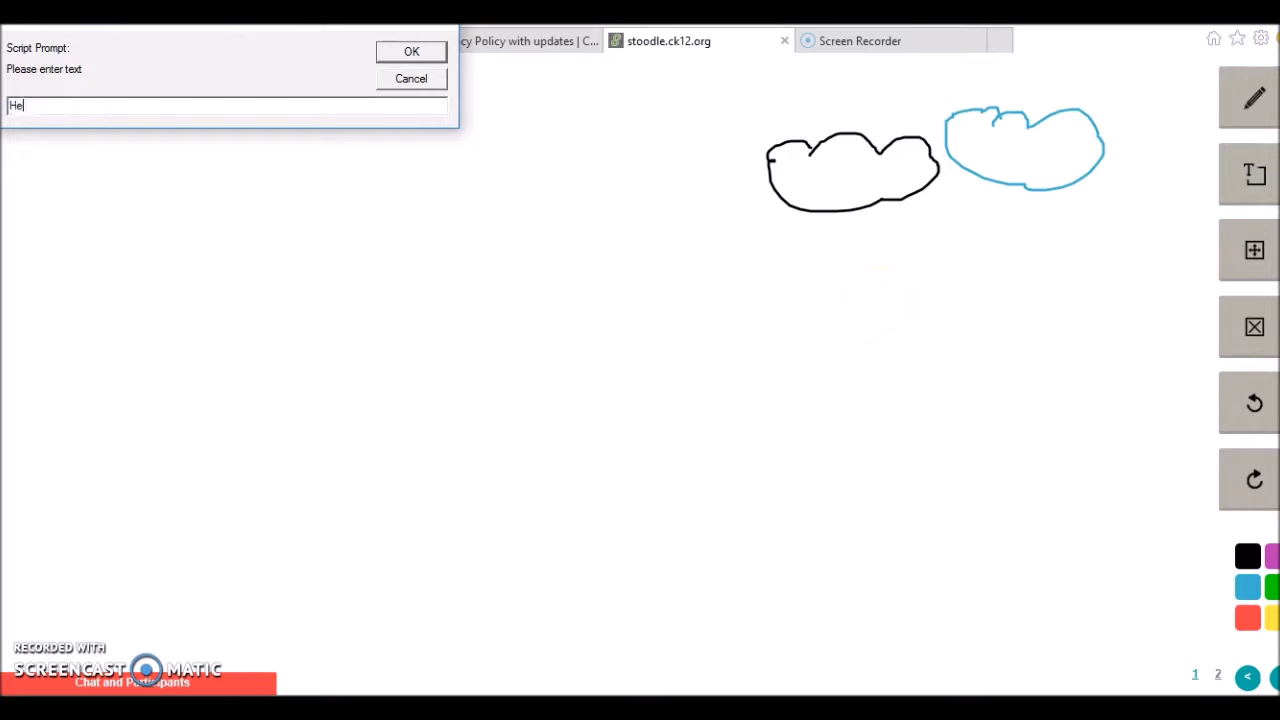 Script Prompt:
OK
Please enter text
Cancel
He
cy Policy with updates | C...
stoodle.ck12.org
Screen Recorder
T
1 2 <
RECORDED WITH
SCREENCAST MATIC
Chat and Participants